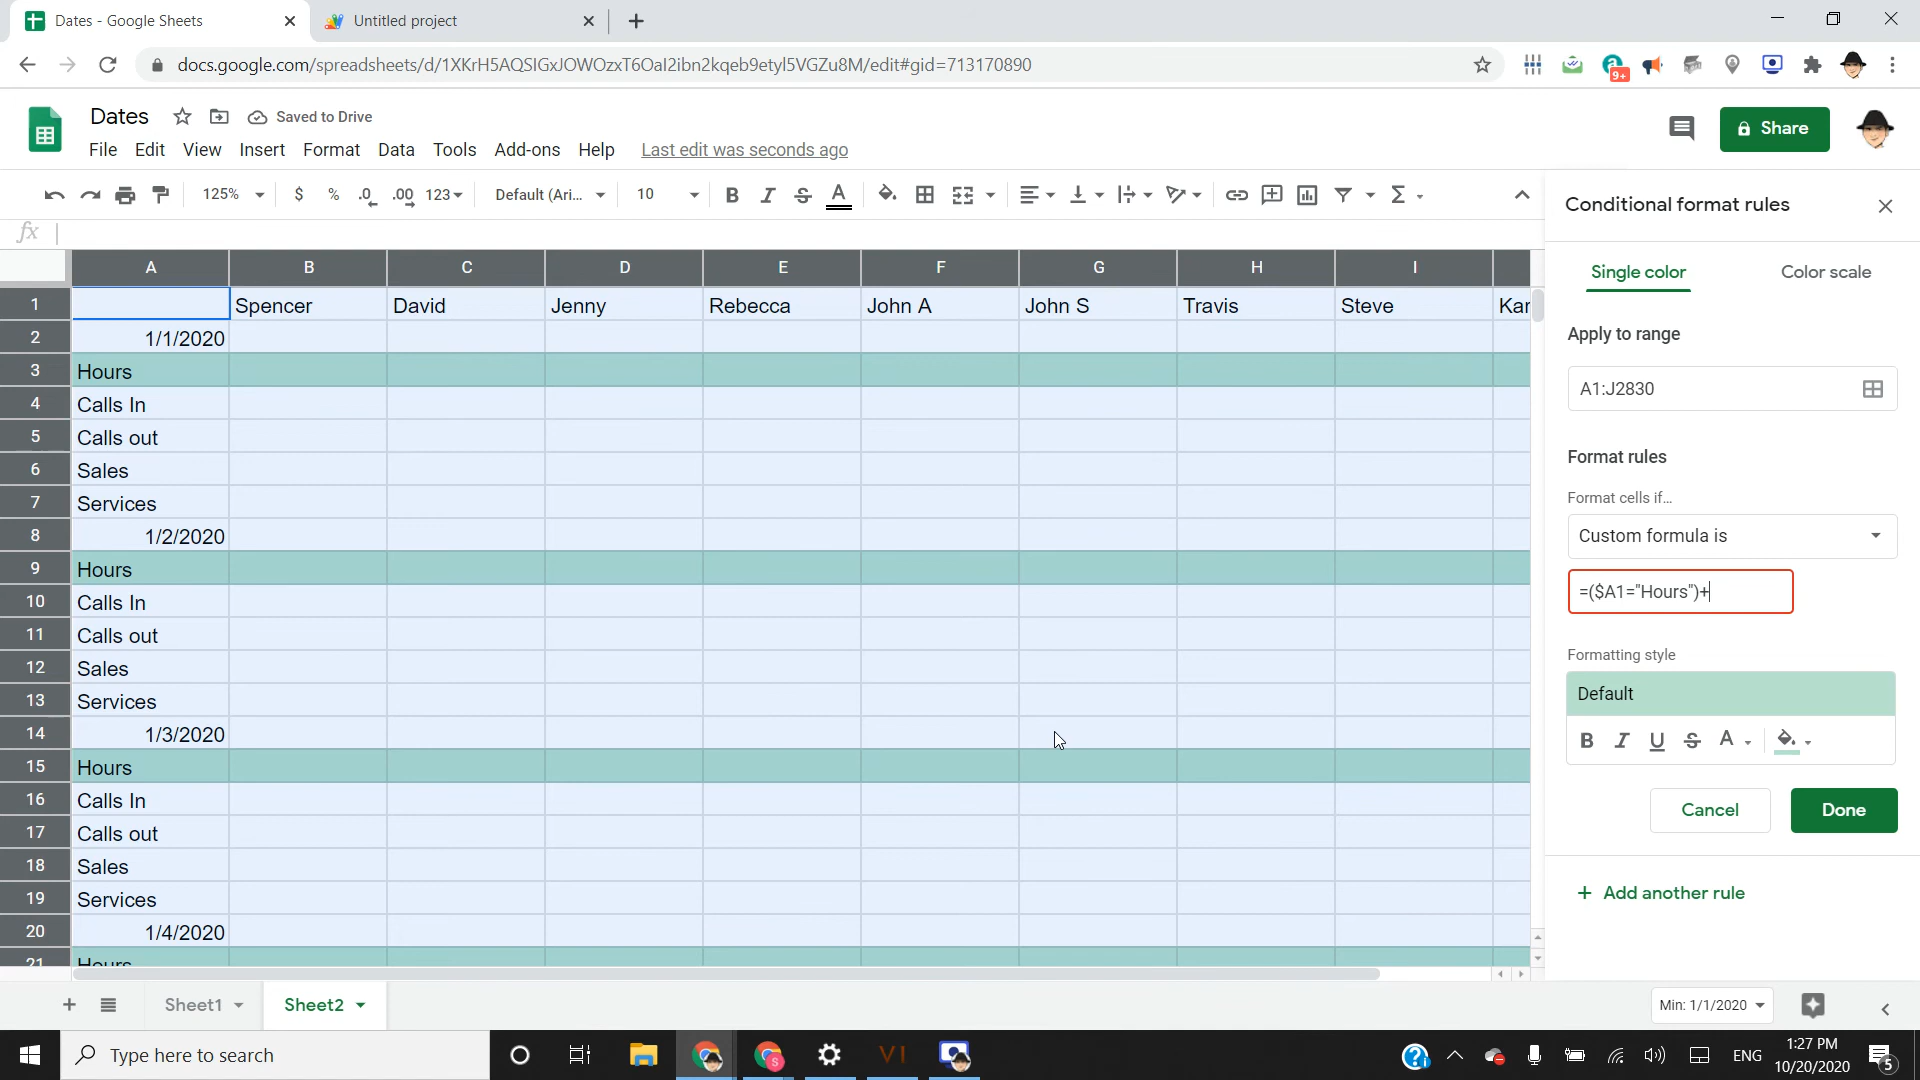 Dates - Google Sheets
Untitled project
docs.google.com/spreadsheets/d/1XKrH5AQSIGxJOWOzxT6OaI2ibn2kqeb9etyl5VGZu8M/edit#gid=713170890
9+
Dates
Saved to Drive
File Edit View Insert Format Data Tools Add-ons Help Last edit was seconds ago
Share
125% $ % .0 .00 123 Default (Ari... 10 B I S A Σ
fx
A B C D E F G H I
1 Spencer David Jenny Rebecca John A John S Travis Steve Kar
2 1/1/2020
3 Hours
4 Calls In
5 Calls out
6 Sales
7 Services
8 1/2/2020
9 Hours
10 Calls In
11 Calls out
12 Sales
13 Services
14 1/3/2020
15 Hours
16 Calls In
17 Calls out
18 Sales
19 Services
20 1/4/2020
21 Hours
Conditional format rules
Single color Color scale
Apply to range
A1:J2830
Format rules
Format cells if...
Custom formula is
=($A1="Hours")+
Formatting style
Default
B I U S A
Cancel Done
+ Add another rule
Sheet1 Sheet2
Min: 1/1/2020
Type here to search
VI
ENG
1:27 PM
10/20/2020
5